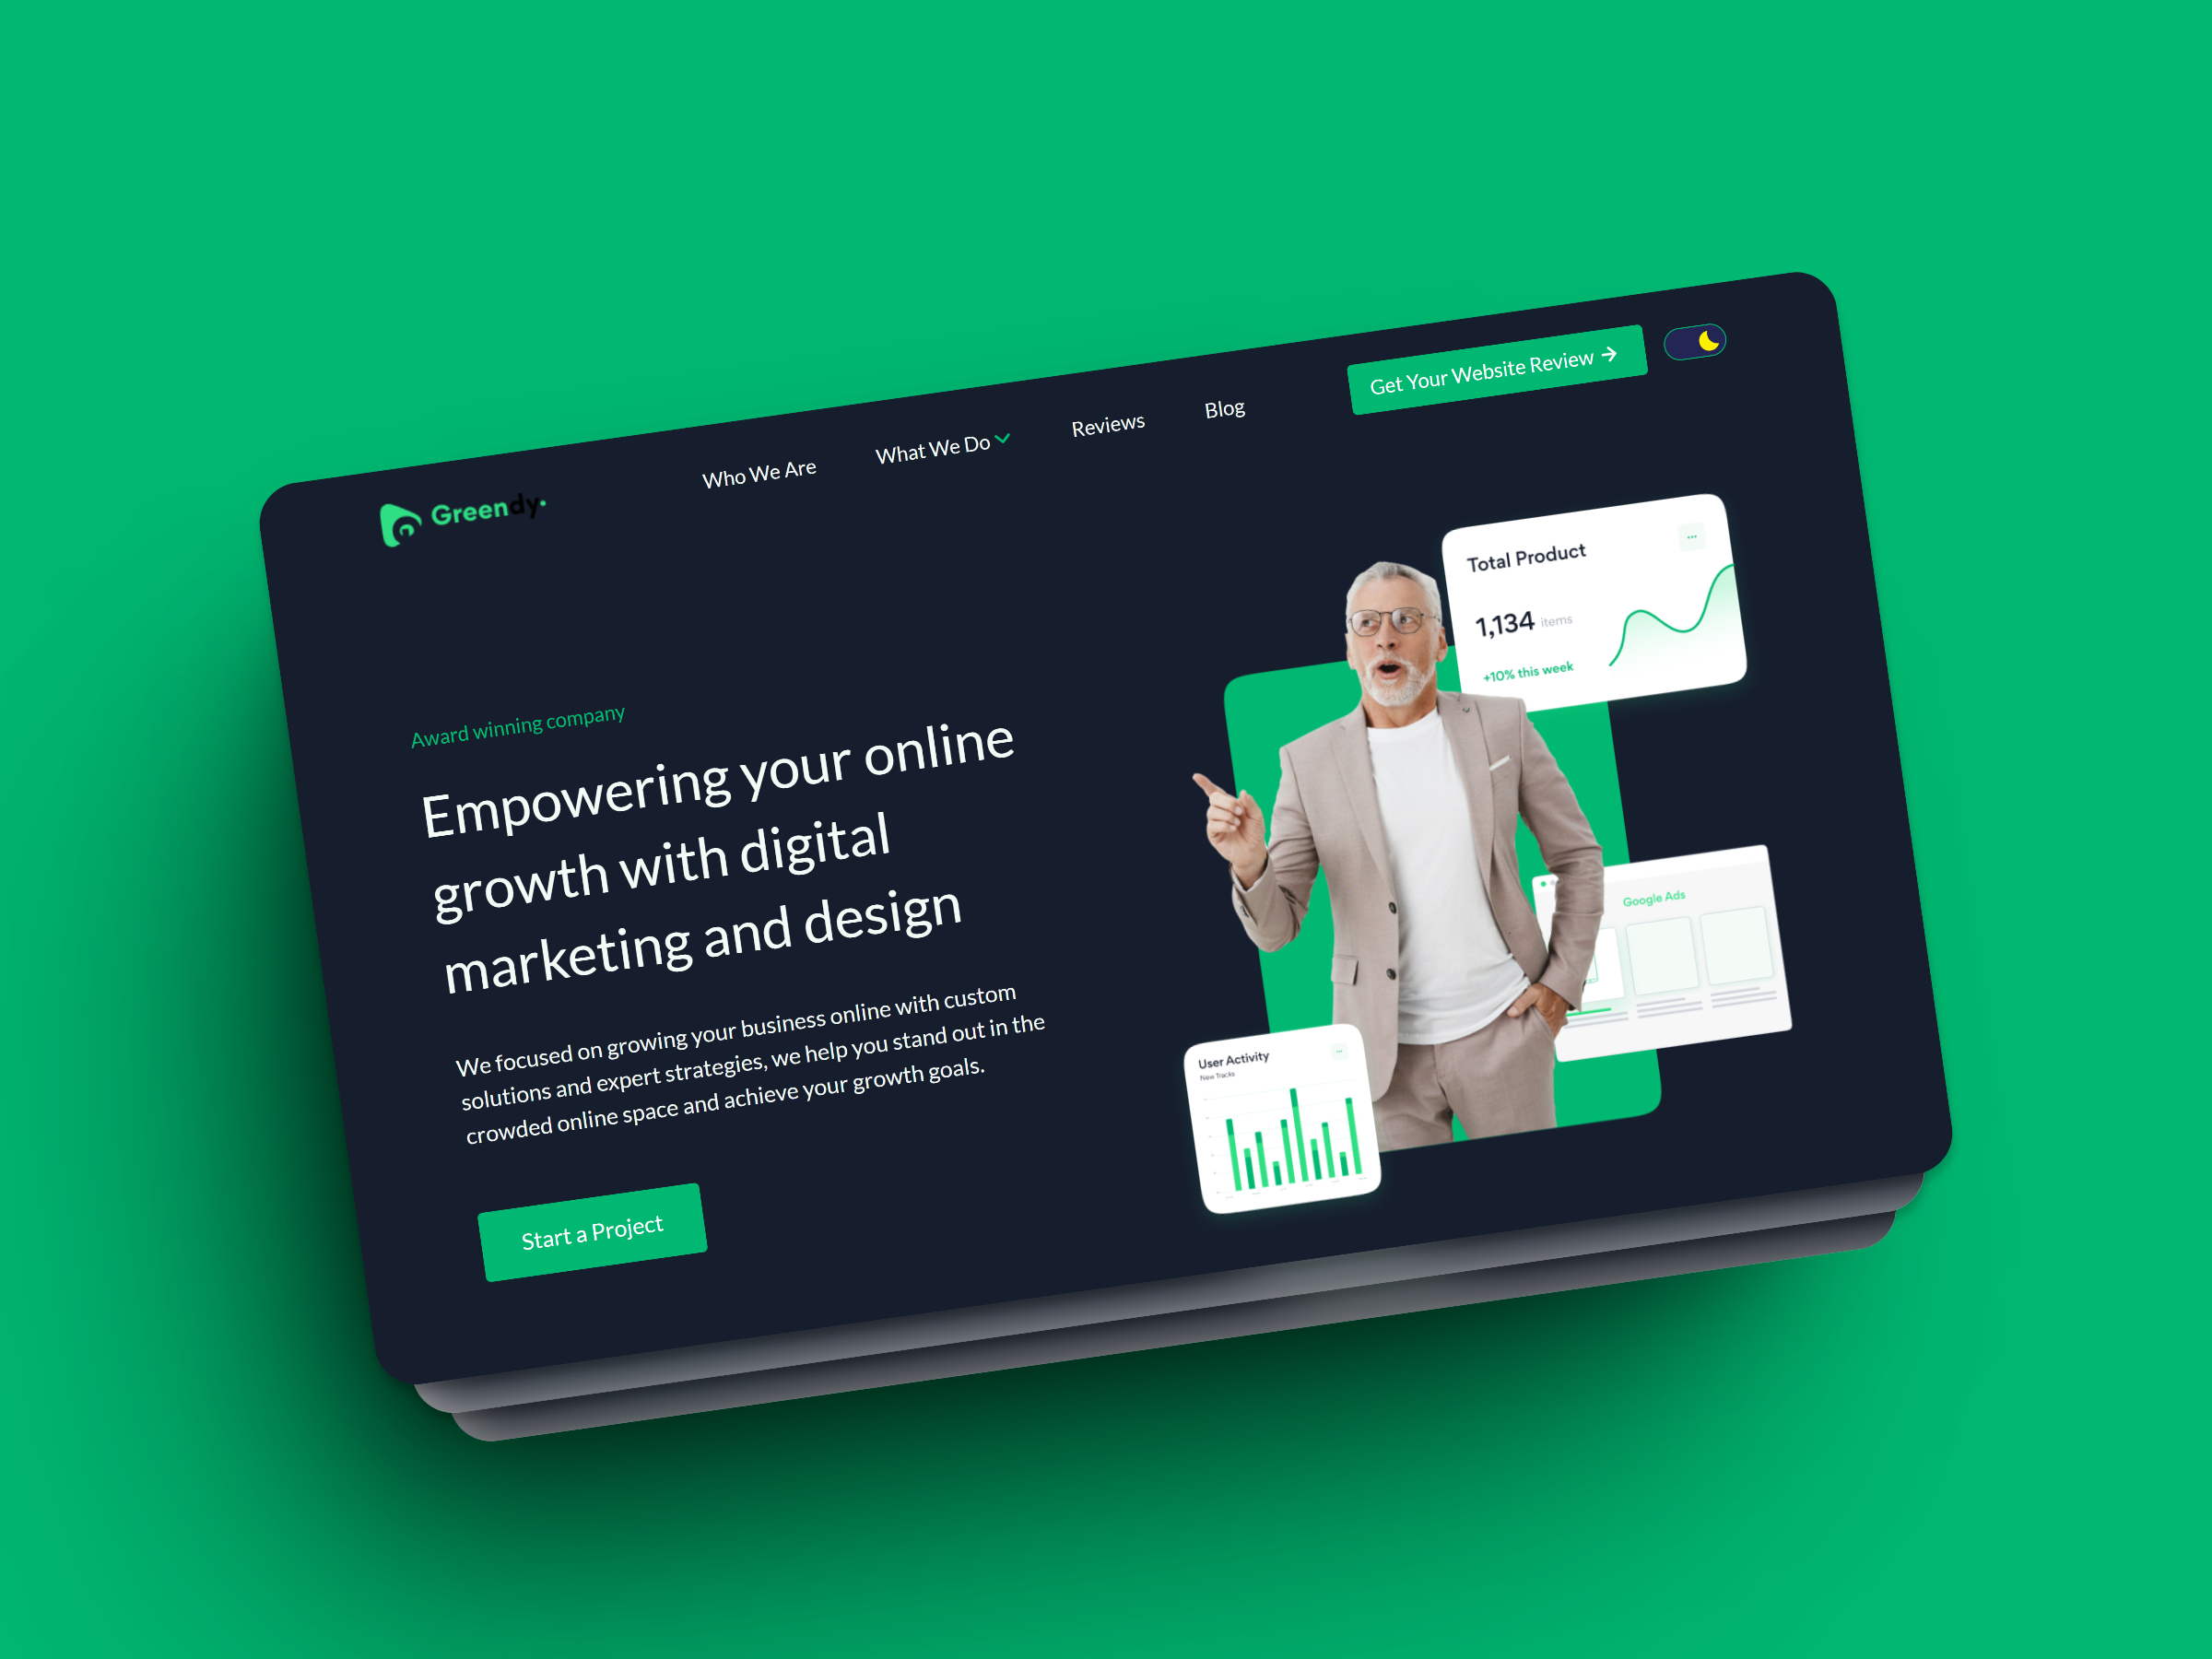 Greendy
Who We Are
What We Do
Reviews
Blog
Get Your Website Review
Award winning company
Empowering your online
growth with digital
marketing and design
We focused on growing your business online with custom
solutions and expert strategies, we help you stand out in the
crowded online space and achieve your growth goals.
Start a Project
Total Product
1,134 items
+10% this week
Google Ads
User Activity
New Tracks